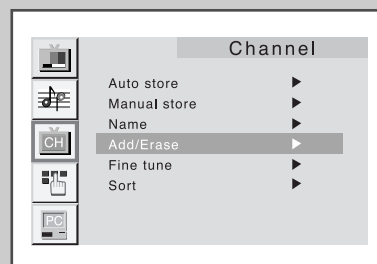 Channel
Auto store
Manual store
Name
CH
Add/Erase
Fine tune
Sort
PC